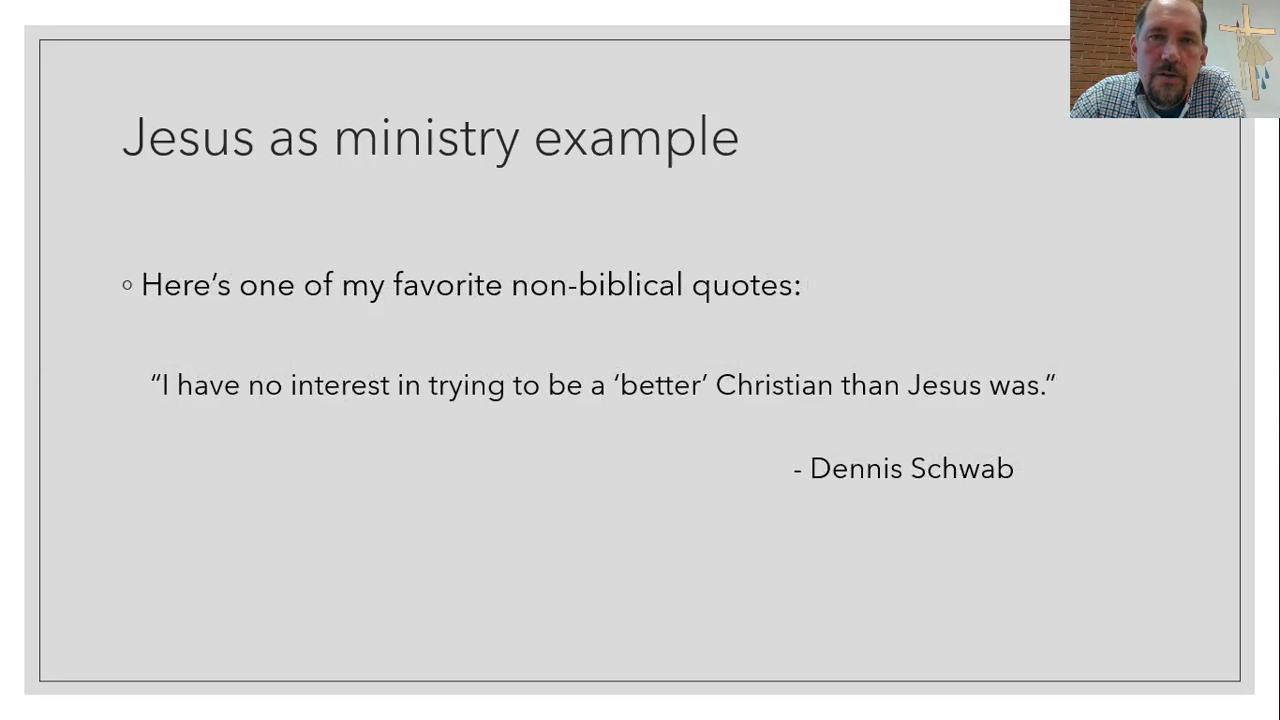 Jesus as ministry example
◦ Here’s one of my favorite non-biblical quotes:
“I have no interest in trying to be a ‘better’ Christian than Jesus was.”
- Dennis Schwab